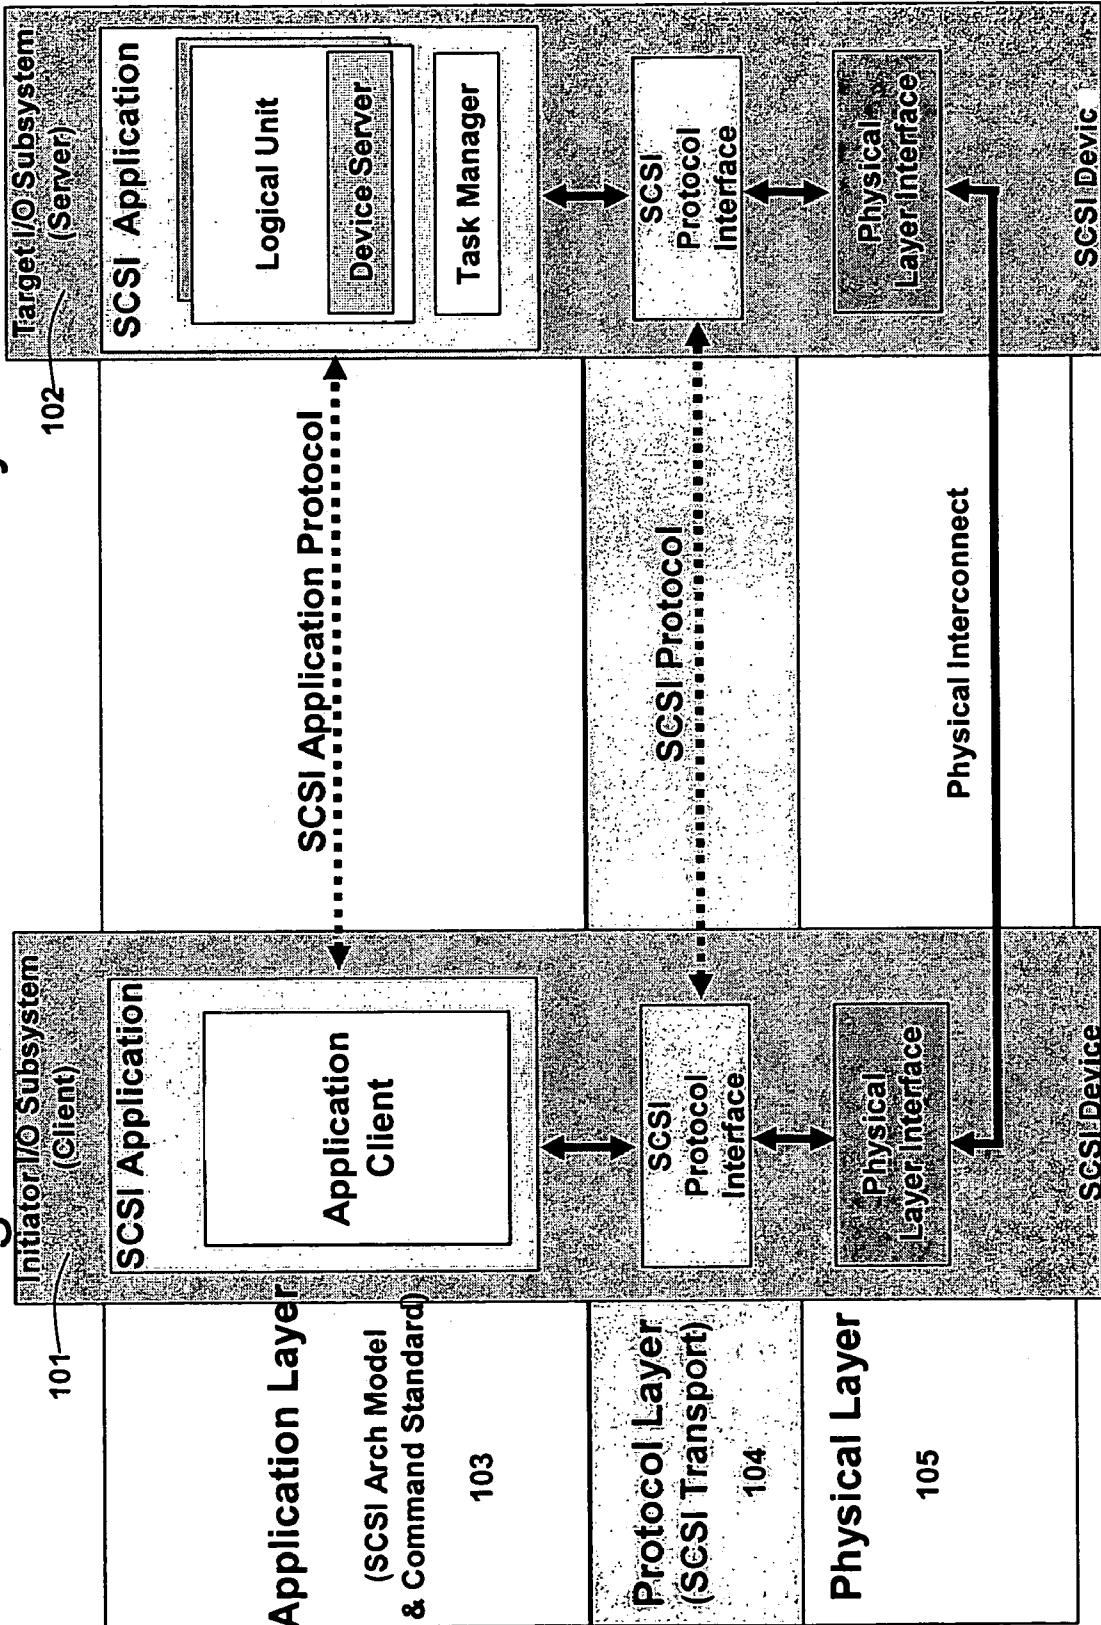 101
Initiator I/O Subsystem
(Client)
SCSI Application
Application
Client
SCSI
Protocol
Interface
Physical
Layer Interface
SCSI Device
102
Target I/O Subsystem
(Server)
SCSI Application
Logical Unit
Device Server
Task Manager
SCSI
Protocol
Interface
Physical
Layer Interface
SCSI Devic
SCSI Application Protocol
SCSI Protocol
Physical Interconnect
Application Layer
(SCSI Arch Model
& Command Standard)
103
Protocol Layer
(SCSI Transport)
104
Physical Layer
105